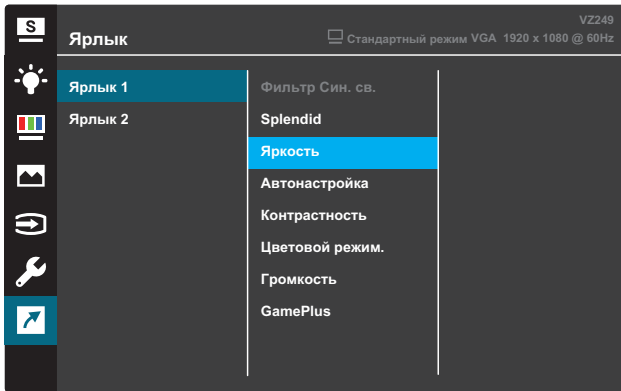 S
VZ249
Ярлык
Стандартный режим VGA 1920 x 1080 @ 60Hz
Ярлык 1
Ярлык 2
Фильтр Син. св.
Splendid
Яркость
Автонастройка
Контрастность
Цветовой режим.
Громкость
GamePlus